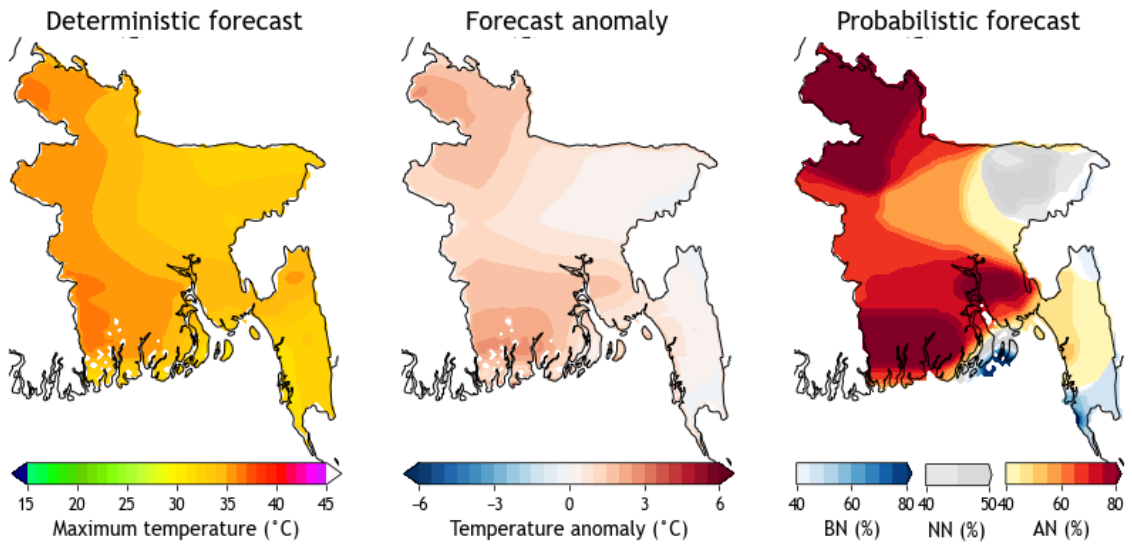 Deterministic forecast
Forecast anomaly
Probabilistic forecast
15 20 25 30 35 40 45
Maximum temperature (°C)
−6 −3 0 3 6
Temperature anomaly (°C)
40 60 80
BN (%)
40 50
NN (%)
40 60 80
AN (%)